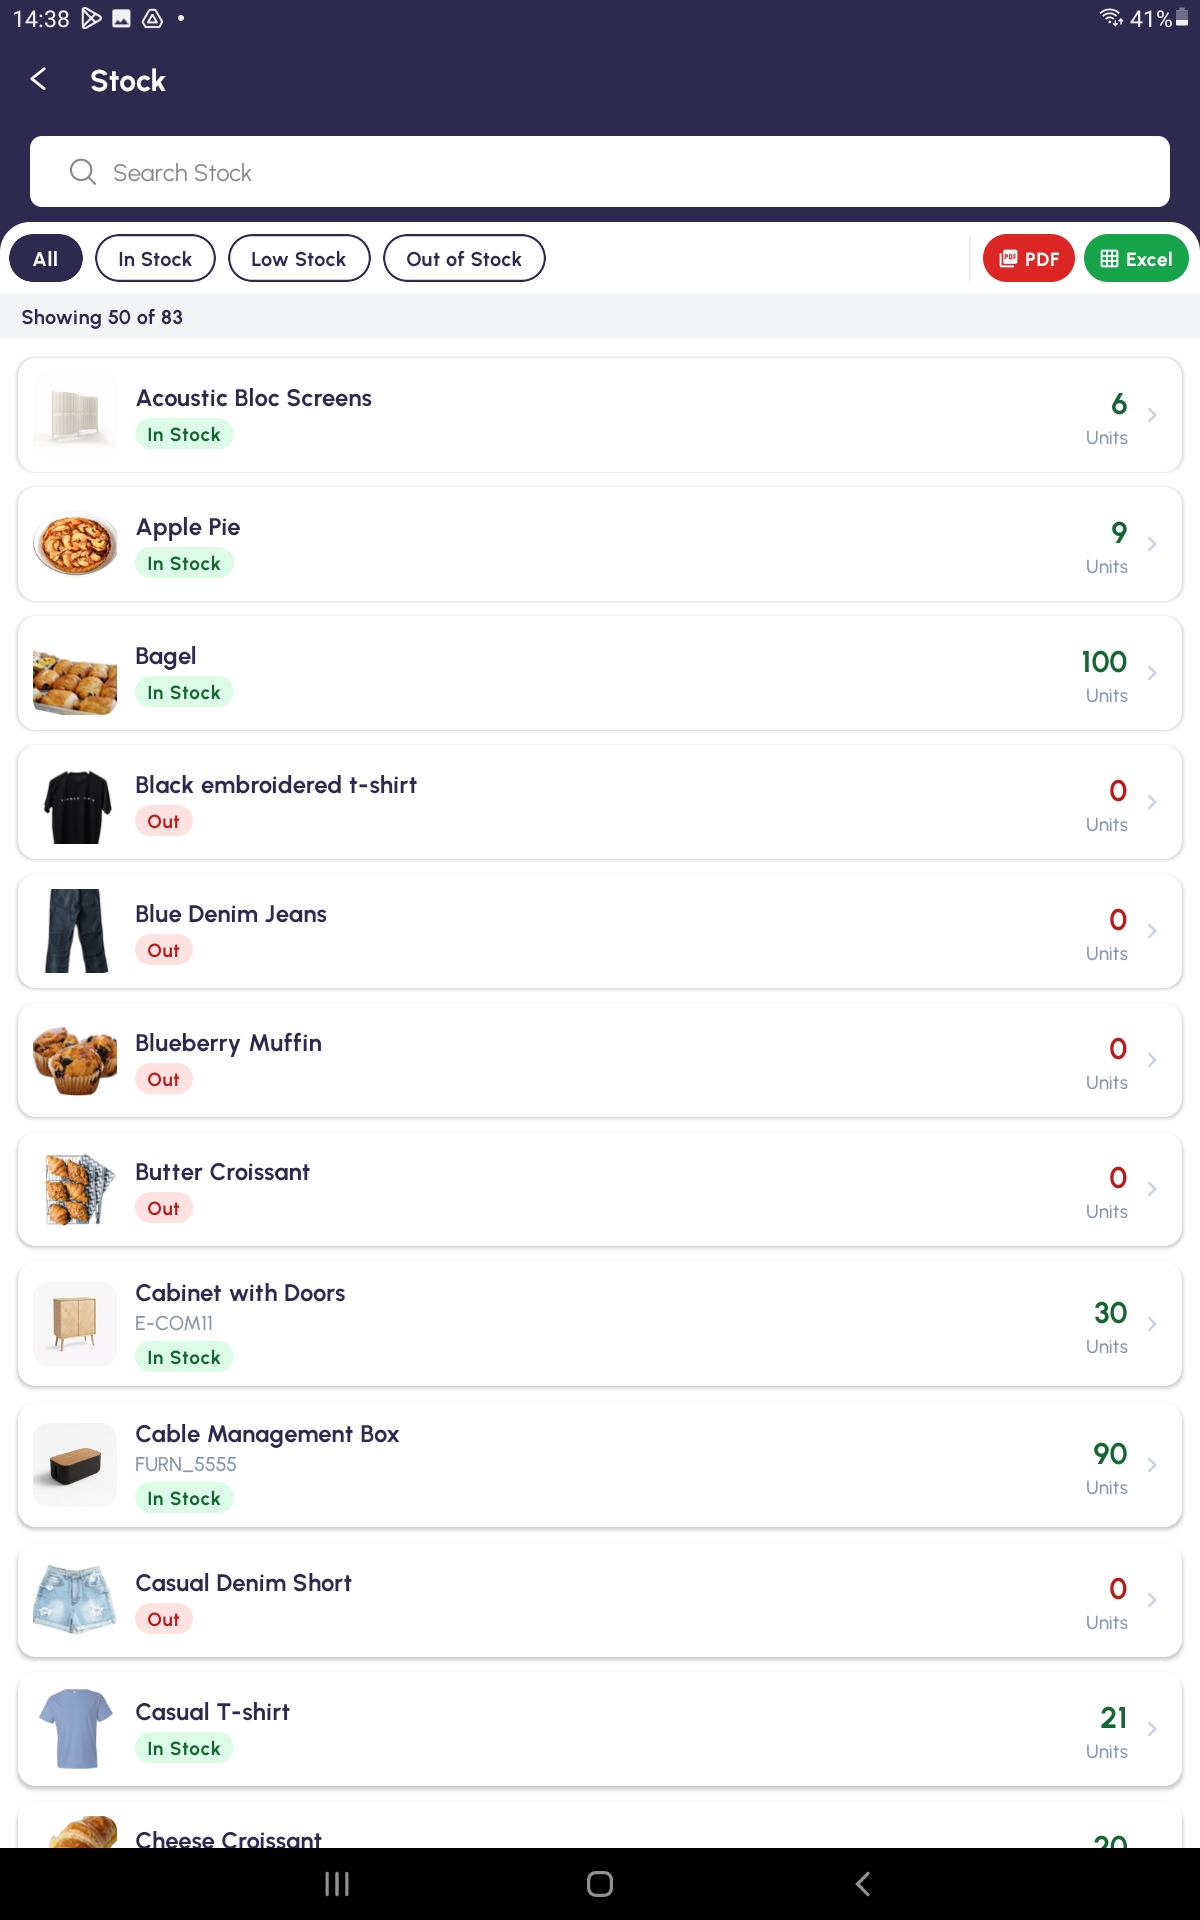 14:38
41%
Stock
Search Stock
All
In Stock
Low Stock
Out of Stock
PDF
PDF
Excel
Showing 50 of 83
Acoustic Bloc Screens
In Stock
6
Units
Apple Pie
In Stock
9
Units
Bagel
In Stock
100
Units
Black embroidered t-shirt
Out
0
Units
Blue Denim Jeans
Out
0
Units
Blueberry Muffin
Out
0
Units
Butter Croissant
Out
0
Units
Cabinet with Doors
E-COM11
In Stock
30
Units
Cable Management Box
FURN_5555
In Stock
90
Units
Casual Denim Short
Out
0
Units
Casual T-shirt
In Stock
21
Units
Cheese Croissant
20